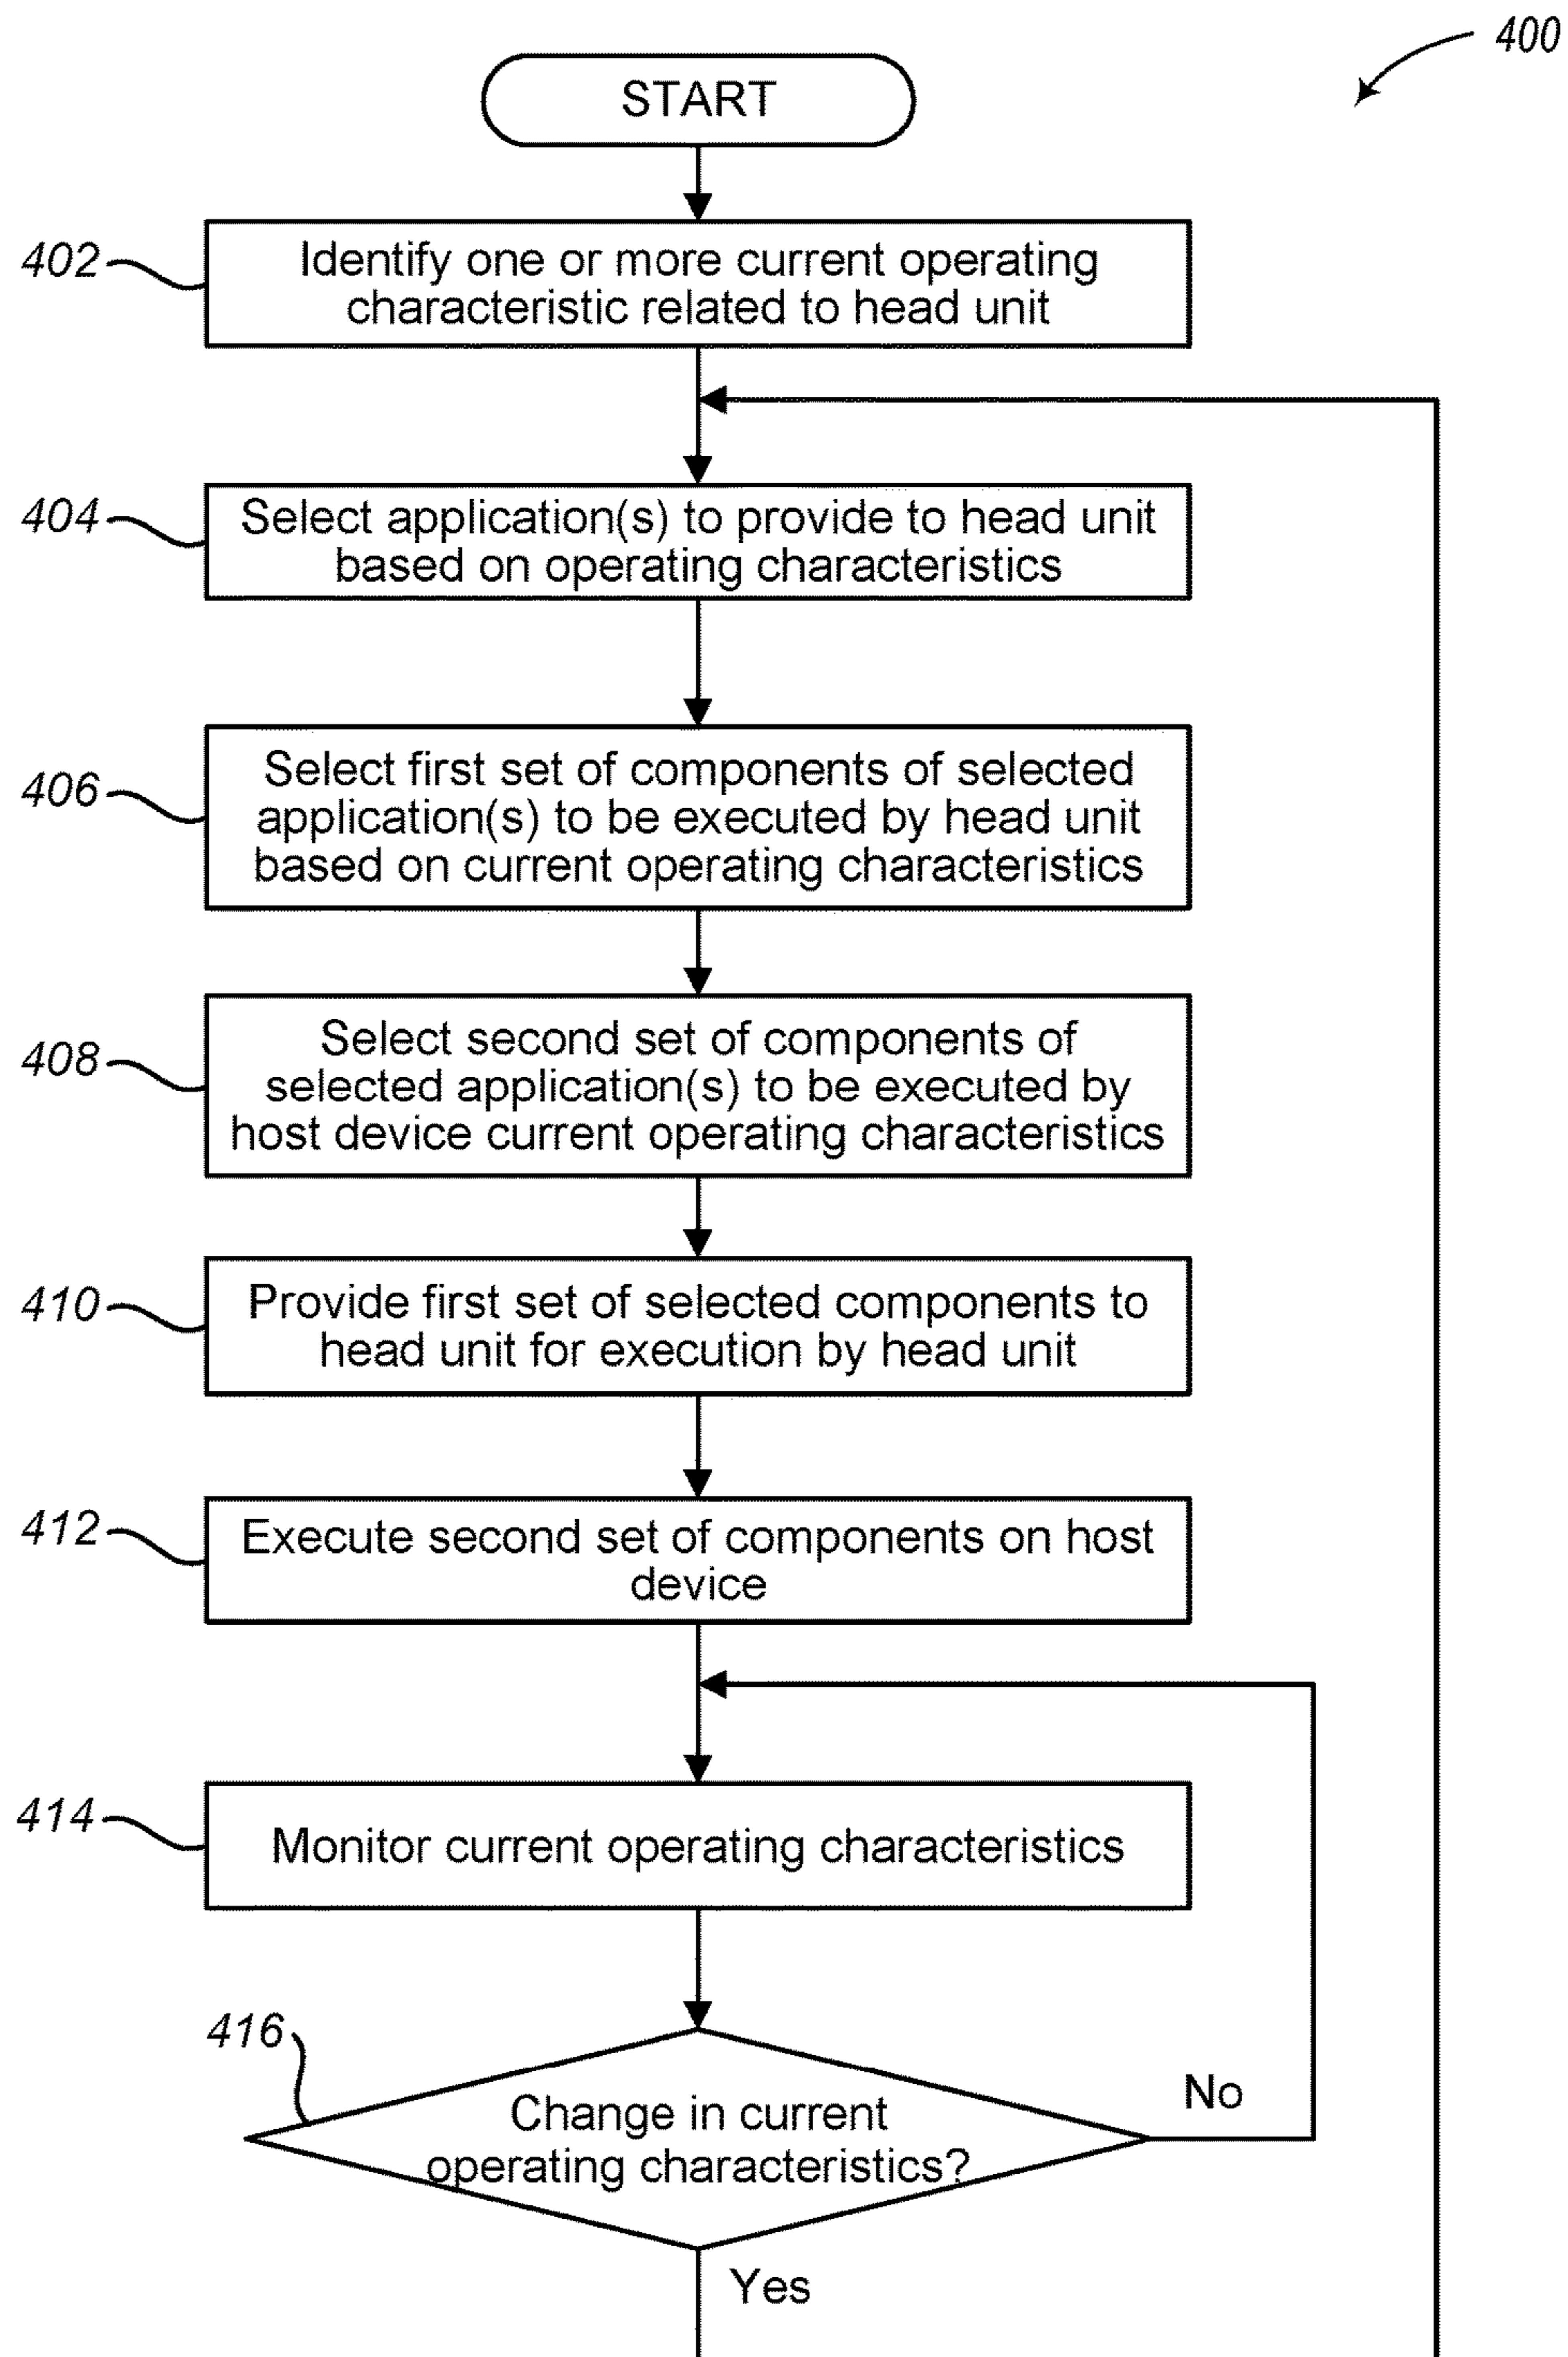 400
START
402
Identify one or more current operating
characteristic related to head unit
404
Select application(s) to provide to head unit
based on operating characteristics
406
Select first set of components of selected
application(s) to be executed by head unit
based on current operating characteristics
408
Select second set of components of
selected application(s) to be executed by
host device current operating characteristics
410
Provide first set of selected components to
head unit for execution by head unit
412
Execute second set of components on host
device
414
Monitor current operating characteristics
416
Change in current
operating characteristics?
No
Yes